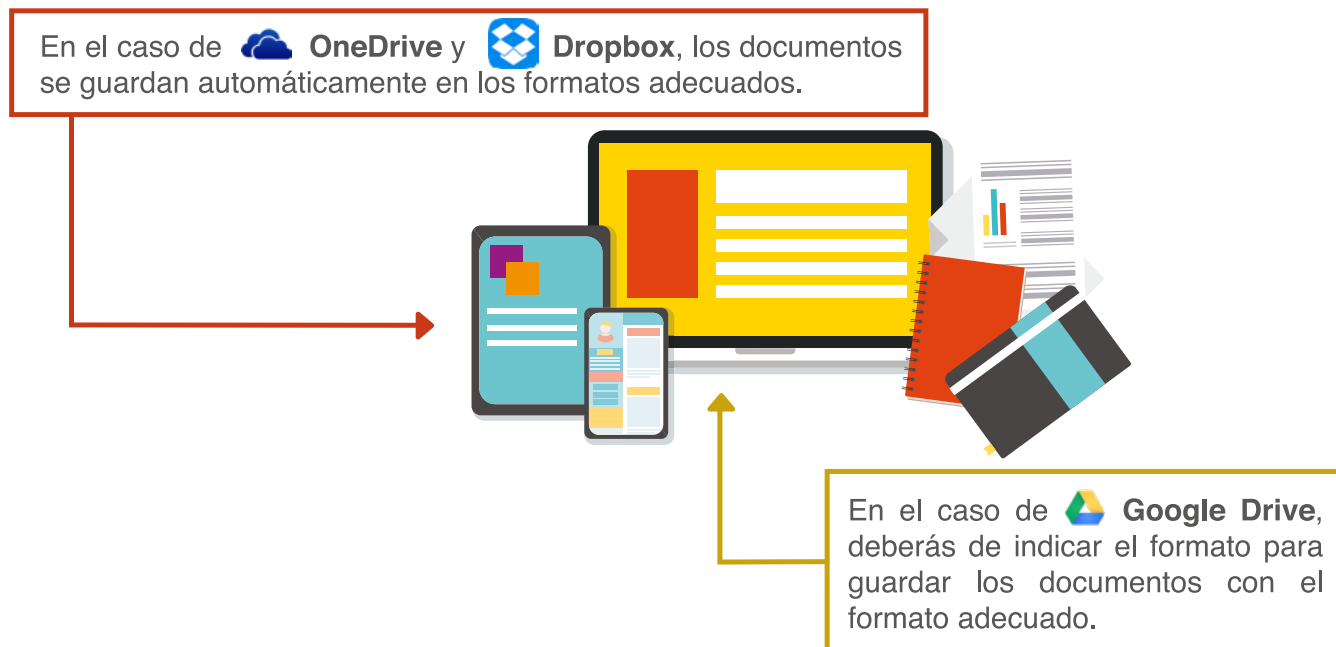 En el caso de OneDrive y Dropbox, los documentos
se guardan automáticamente en los formatos adecuados.
En el caso de Google Drive,
deberás de indicar el formato para
guardar los documentos con el
formato adecuado.